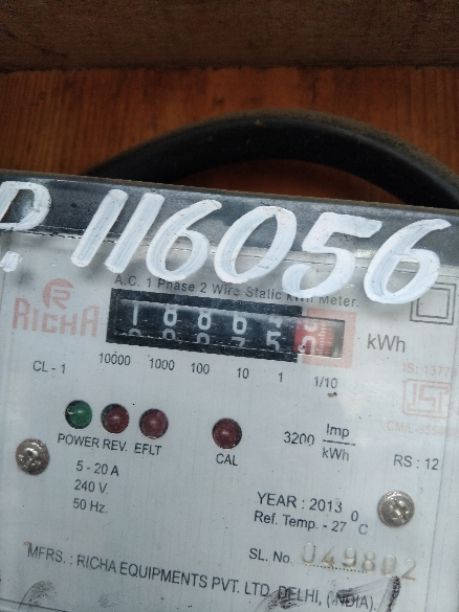 P. 116056
RICHA
A.C. 1 Phase 2 Wire Static kWh Meter.
kWh
CL - 1
10000 1000 100 10 1 1/10
POWER REV. EFLT
CAL
3200 Imp/kWh
5 - 20 A
240 V.
50 Hz.
RS : 12
YEAR : 2013
Ref. Temp. - 27 0C
SL. No. 049802
MFRS. : RICHA EQUIPMENTS PVT. LTD. DELHI, (INDIA)